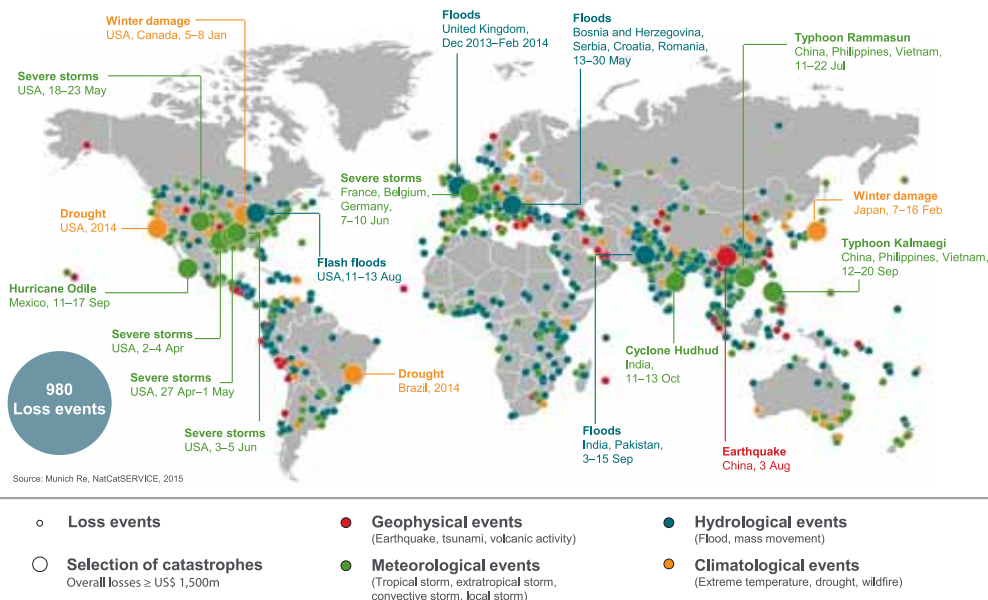 Winter damage
USA, Canada, 5–8 Jan
Floods
United Kingdom,
Dec 2013–Feb 2014
Floods
Bosnia and Herzegovina,
Serbia, Croatia, Romania,
13–30 May
Typhoon Rammasun
China, Philippines, Vietnam,
11–22 Jul
Severe storms
USA, 18–23 May
Severe storms
France, Belgium,
Germany,
7–10 Jun
Winter damage
Japan, 7–16 Feb
Drought
USA, 2014
Typhoon Kalmaegi
China, Philippines, Vietnam,
12–20 Sep
Flash floods
USA,11–13 Aug
Hurricane Odile
Mexico, 11–17 Sep
Severe storms
USA, 2–4 Apr
Cyclone Hudhud
India,
11–13 Oct
Severe storms
USA, 27 Apr–1 May
Drought
Brazil, 2014
980
Loss events
Severe storms
USA, 3–5 Jun
Floods
India, Pakistan,
3–15 Sep
Earthquake
China, 3 Aug
Source: Munich Re, NatCatSERVICE, 2015
Loss events
Selection of catastrophes
Overall losses ≥ US$ 1,500m
Geophysical events
(Earthquake, tsunami, volcanic activity)
Meteorological events
(Tropical storm, extratropical storm,
convective storm, local storm)
Hydrological events
(Flood, mass movement)
Climatological events
(Extreme temperature, drought, wildfire)